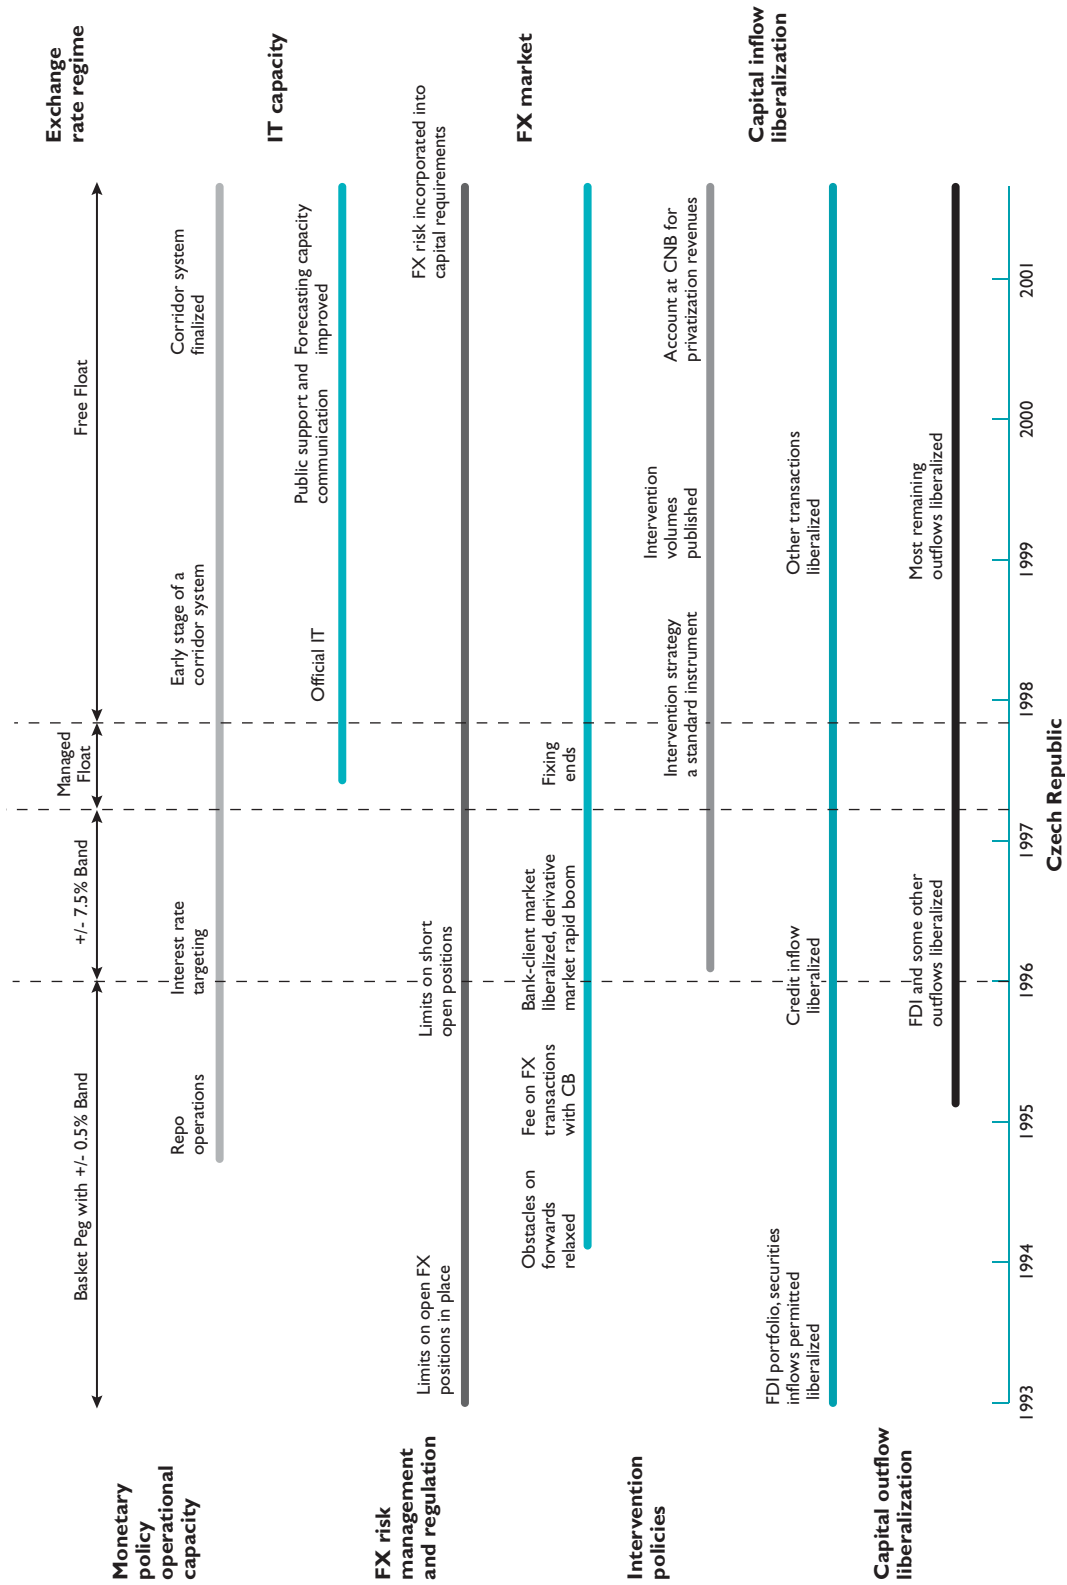 Exchange
rate regime
Basket Peg with +/- 0.5% Band
+/- 7.5% Band
Managed
Float
Free Float
Monetary
policy
operational
capacity
Repo
operations
Interest rate
targeting
Early stage of a
corridor system
Corridor system
finalized
IT capacity
Official IT
Public support and
communication
Forecasting capacity
improved
FX risk
management
and regulation
Limits on open FX
positions in place
Limits on short
open positions
FX risk incorporated into
capital requirements
FX market
Obstacles on
forwards
relaxed
Fee on FX
transactions
with CB
Bank-client market
liberalized, derivative
market rapid boom
Fixing
ends
Intervention
policies
Intervention strategy
a standard instrument
Intervention
volumes
published
Account at CNB for
privatization revenues
Capital inflow
liberalization
FDI portfolio, securities
inflows permitted
liberalized
Credit inflow
liberalized
Other transactions
liberalized
Capital outflow
liberalization
FDI and some other
outflows liberalized
Most remaining
outflows liberalized
1993
1994
1995
1996
1997
1998
1999
2000
2001
Czech Republic